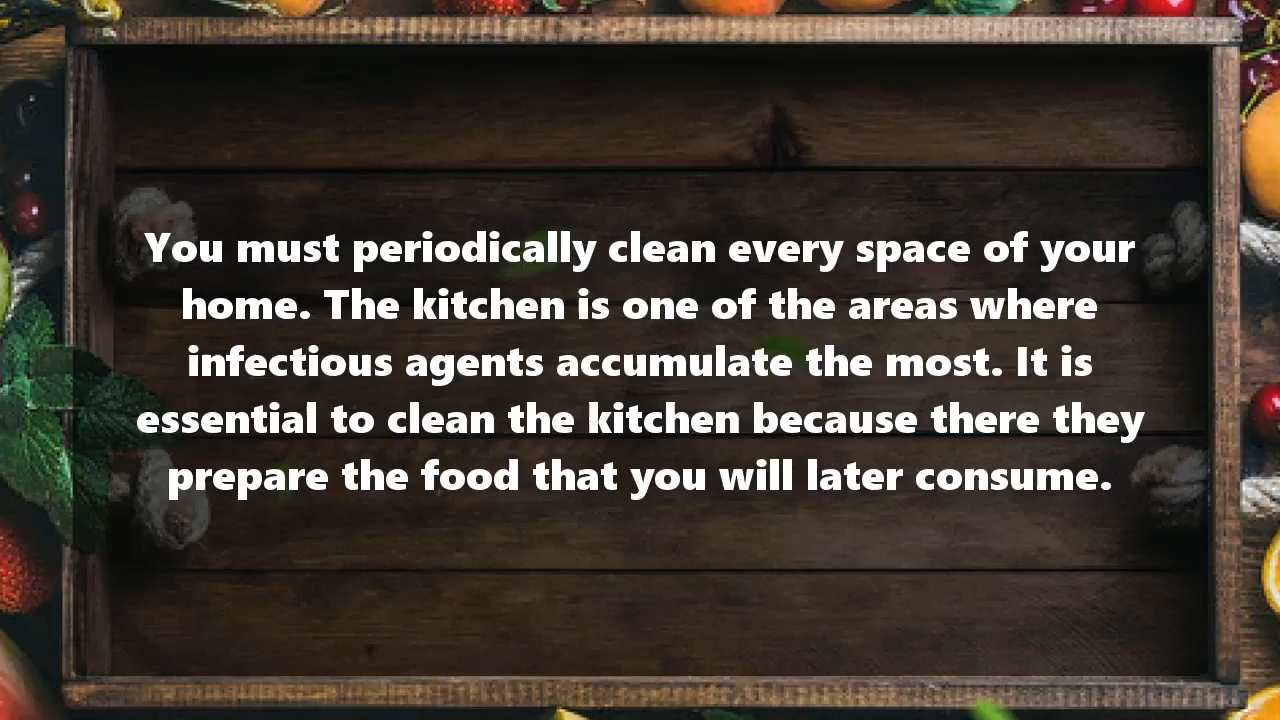 You must periodically clean every space of your
home. The kitchen is one of the areas where
infectious agents accumulate the most. It is
essential to clean the kitchen because there they
prepare the food that you will later consume.